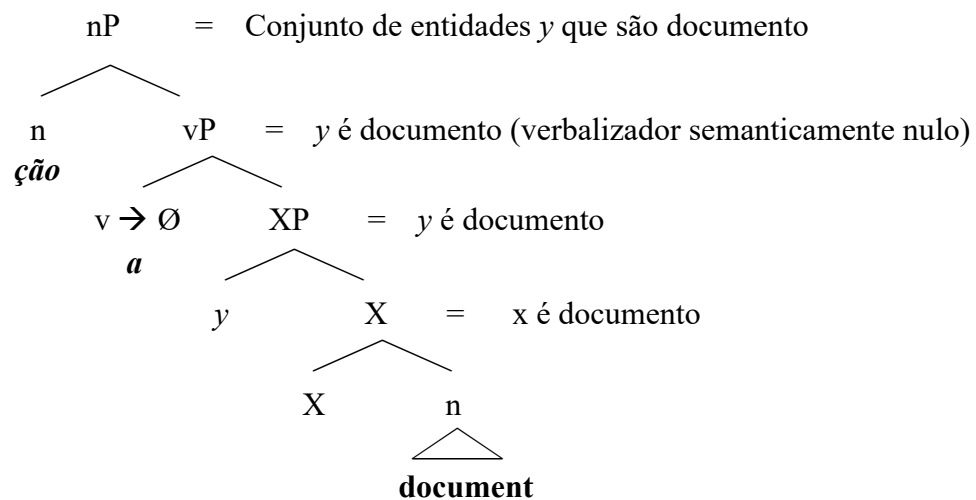 nP = Conjunto de entidades y que são documento
n vP = y é documento (verbalizador semanticamente nulo)
ção
v → Ø XP = y é documento
a
y X = x é documento
X n
document